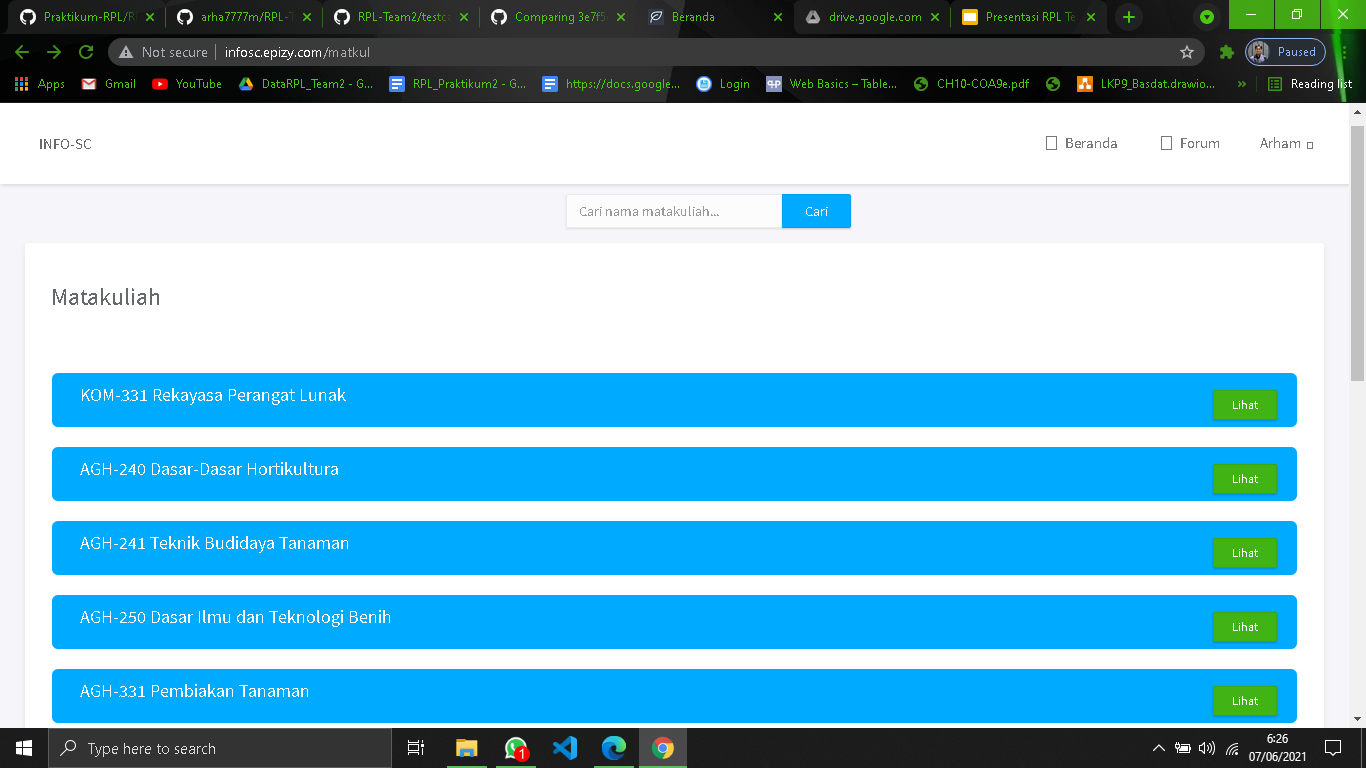 Praktikum-RPL/R
arha7777m/RPL-T
RPL-Team2/testc
Comparing 3e7f5
Beranda
drive.google.com
Presentasi RPL Te
Not secure
infosc.epizy.com/matkul
Paused
Apps
Gmail
YouTube
DataRPL_Team2 - G...
RPL_Praktikum2 - G...
https://docs.google...
Login
Web Basics – Table...
CH10-COA9e.pdf
LKP9_Basdat.drawio...
Reading list
INFO-SC
Beranda
Forum
Arham
Cari nama matakuliah...
Cari
Matakuliah
KOM-331 Rekayasa Perangat Lunak
Lihat
AGH-240 Dasar-Dasar Hortikultura
Lihat
AGH-241 Teknik Budidaya Tanaman
Lihat
AGH-250 Dasar Ilmu dan Teknologi Benih
Lihat
AGH-331 Pembiakan Tanaman
Lihat
Type here to search
1
6:26
07/06/2021